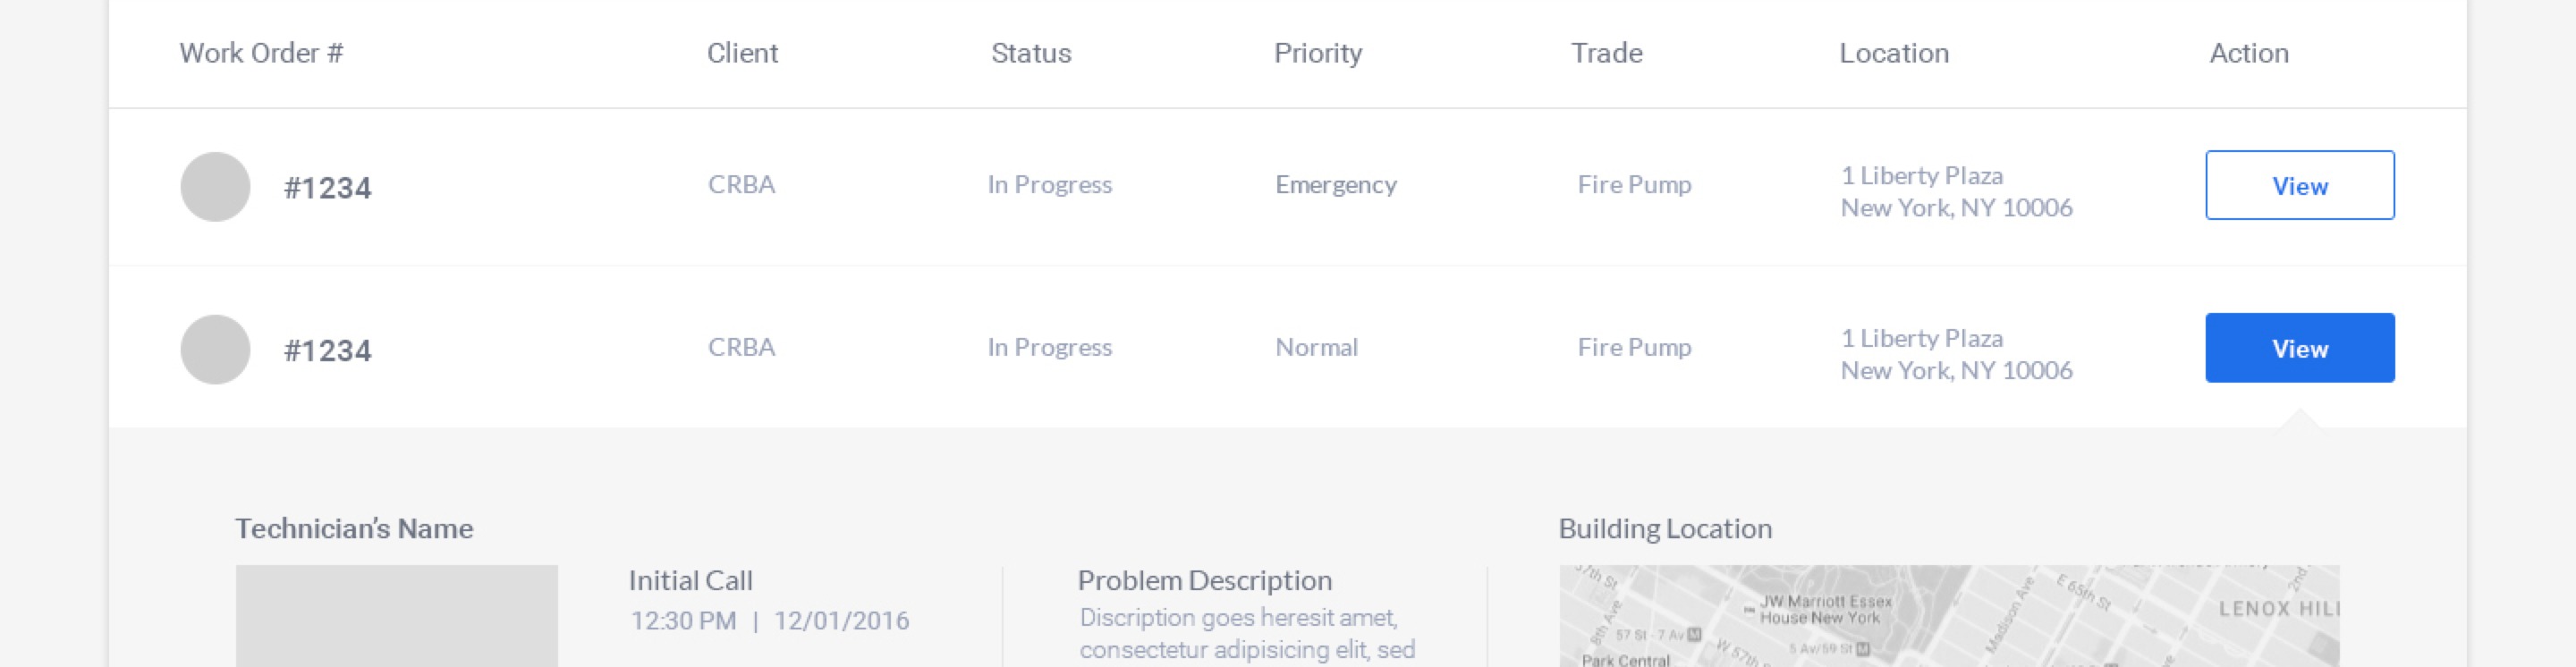 Work Order # Client Status Priority Trade Location Action
#1234 CRBA In Progress Emergency Fire Pump 1 Liberty Plaza View
New York, NY 10006
#1234 CRBA In Progress Normal Fire Pump 1 Liberty Plaza View
New York, NY 10006
Technician's Name
Initial Call
12:30 PM | 12/01/2016
Problem Description
Discription goes heresit amet,
consectetur adipisicing elit, sed
Building Location
57th St
8th Ave
JW Marriott Essex
House New York
57 St - 7 Av M
5 Av/59 St M
W 57th
Park Central
Madison Ave
E 65th St
2nd
LENOX HILL